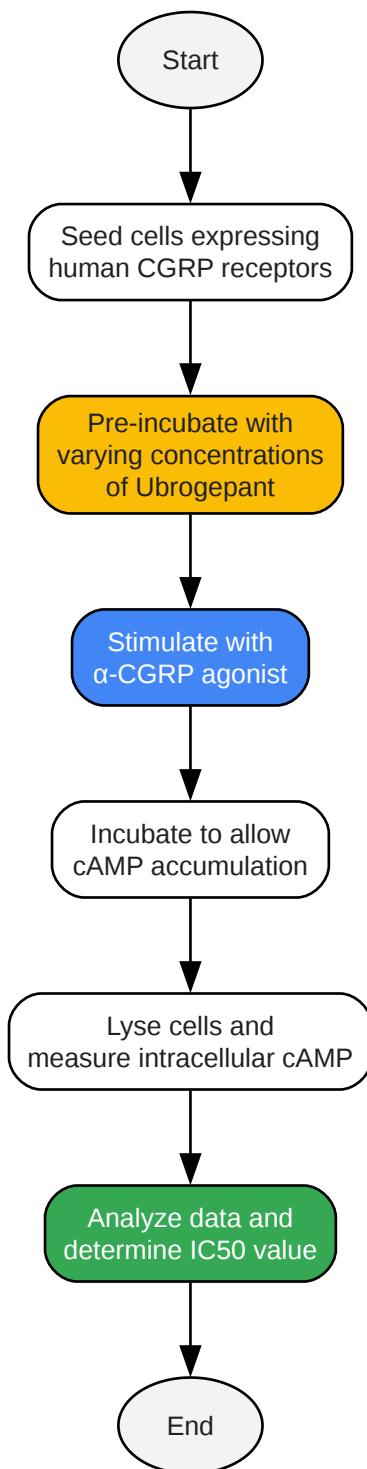 Start
Seed cells expressing
human CGRP receptors
Pre-incubate with
varying concentrations
of Ubrogepant
Stimulate with
α-CGRP agonist
Incubate to allow
cAMP accumulation
Lyse cells and
measure intracellular cAMP
Analyze data and
determine IC50 value
End